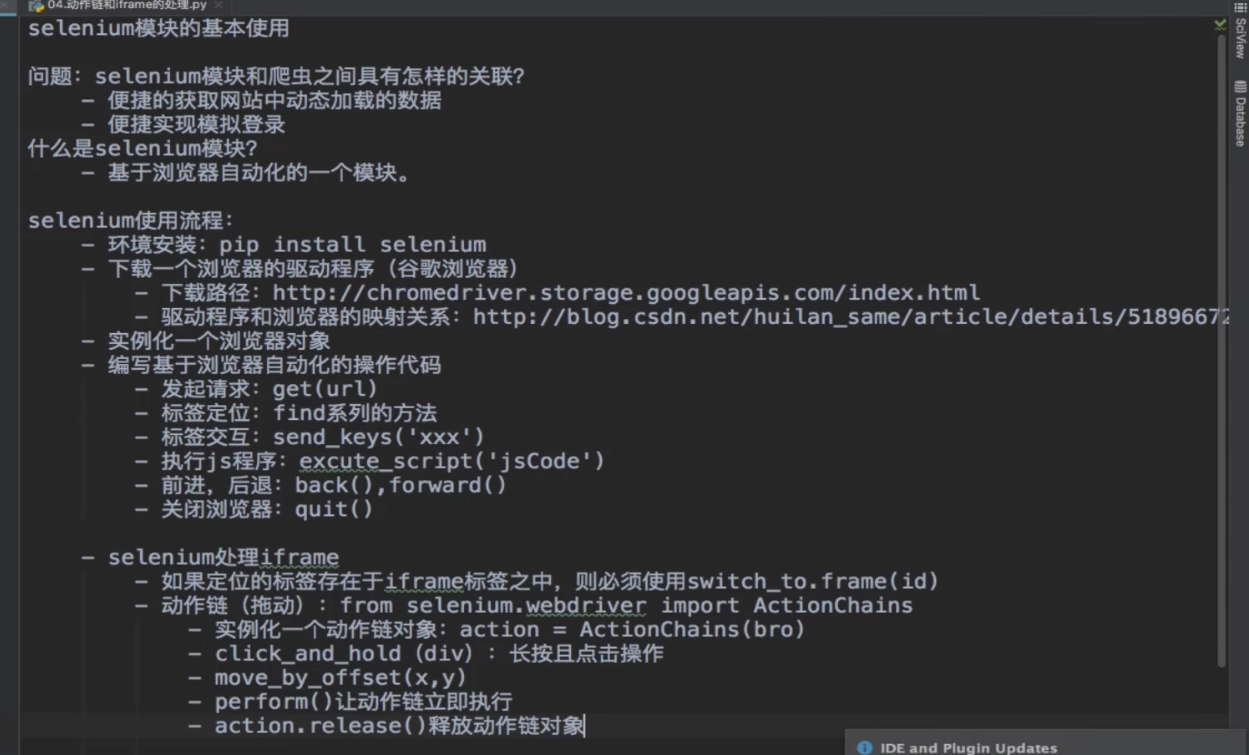 04.动作链和iframe的处理.py
selenium模块的基本使用
问题：selenium模块和爬虫之间具有怎样的关联?
- 便捷的获取网站中动态加载的数据
- 便捷实现模拟登录
什么是selenium模块?
- 基于浏览器自动化的一个模块。
selenium使用流程：
- 环境安装：pip install selenium
- 下载一个浏览器的驱动程序（谷歌浏览器）
- 下载路径：http://chromedriver.storage.googleapis.com/index.html
- 驱动程序和浏览器的映射关系：http://blog.csdn.net/huilan_same/article/details/51896672
- 实例化一个浏览器对象
- 编写基于浏览器自动化的操作代码
- 发起请求：get(url)
- 标签定位：find系列的方法
- 标签交互：send_keys('xxx')
- 执行js程序：excute_script('jsCode')
- 前进，后退：back(),forward()
- 关闭浏览器：quit()
- selenium处理iframe
- 如果定位的标签存在于iframe标签之中，则必须使用switch_to.frame(id)
- 动作链（拖动）：from selenium.webdriver import ActionChains
- 实例化一个动作链对象：action = ActionChains(bro)
- click_and_hold（div）：长按且点击操作
- move_by_offset(x,y)
- perform()让动作链立即执行
- action.release()释放动作链对象
SciView
Database
IDE and Plugin Updates